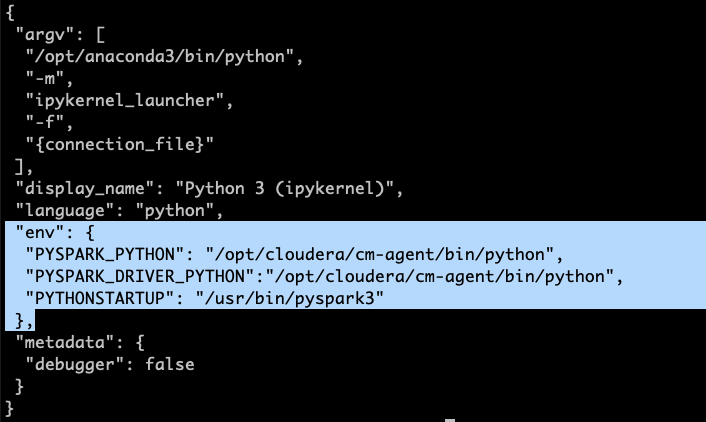 {
 "argv": [
  "/opt/anaconda3/bin/python",
  "-m",
  "ipykernel_launcher",
  "-f",
  "{connection_file}"
 ],
 "display_name": "Python 3 (ipykernel)",
 "language": "python",
 "env": {
  "PYSPARK_PYTHON": "/opt/cloudera/cm-agent/bin/python",
  "PYSPARK_DRIVER_PYTHON":"/opt/cloudera/cm-agent/bin/python",
  "PYTHONSTARTUP": "/usr/bin/pyspark3"
 },
 "metadata": {
  "debugger": false
 }
}